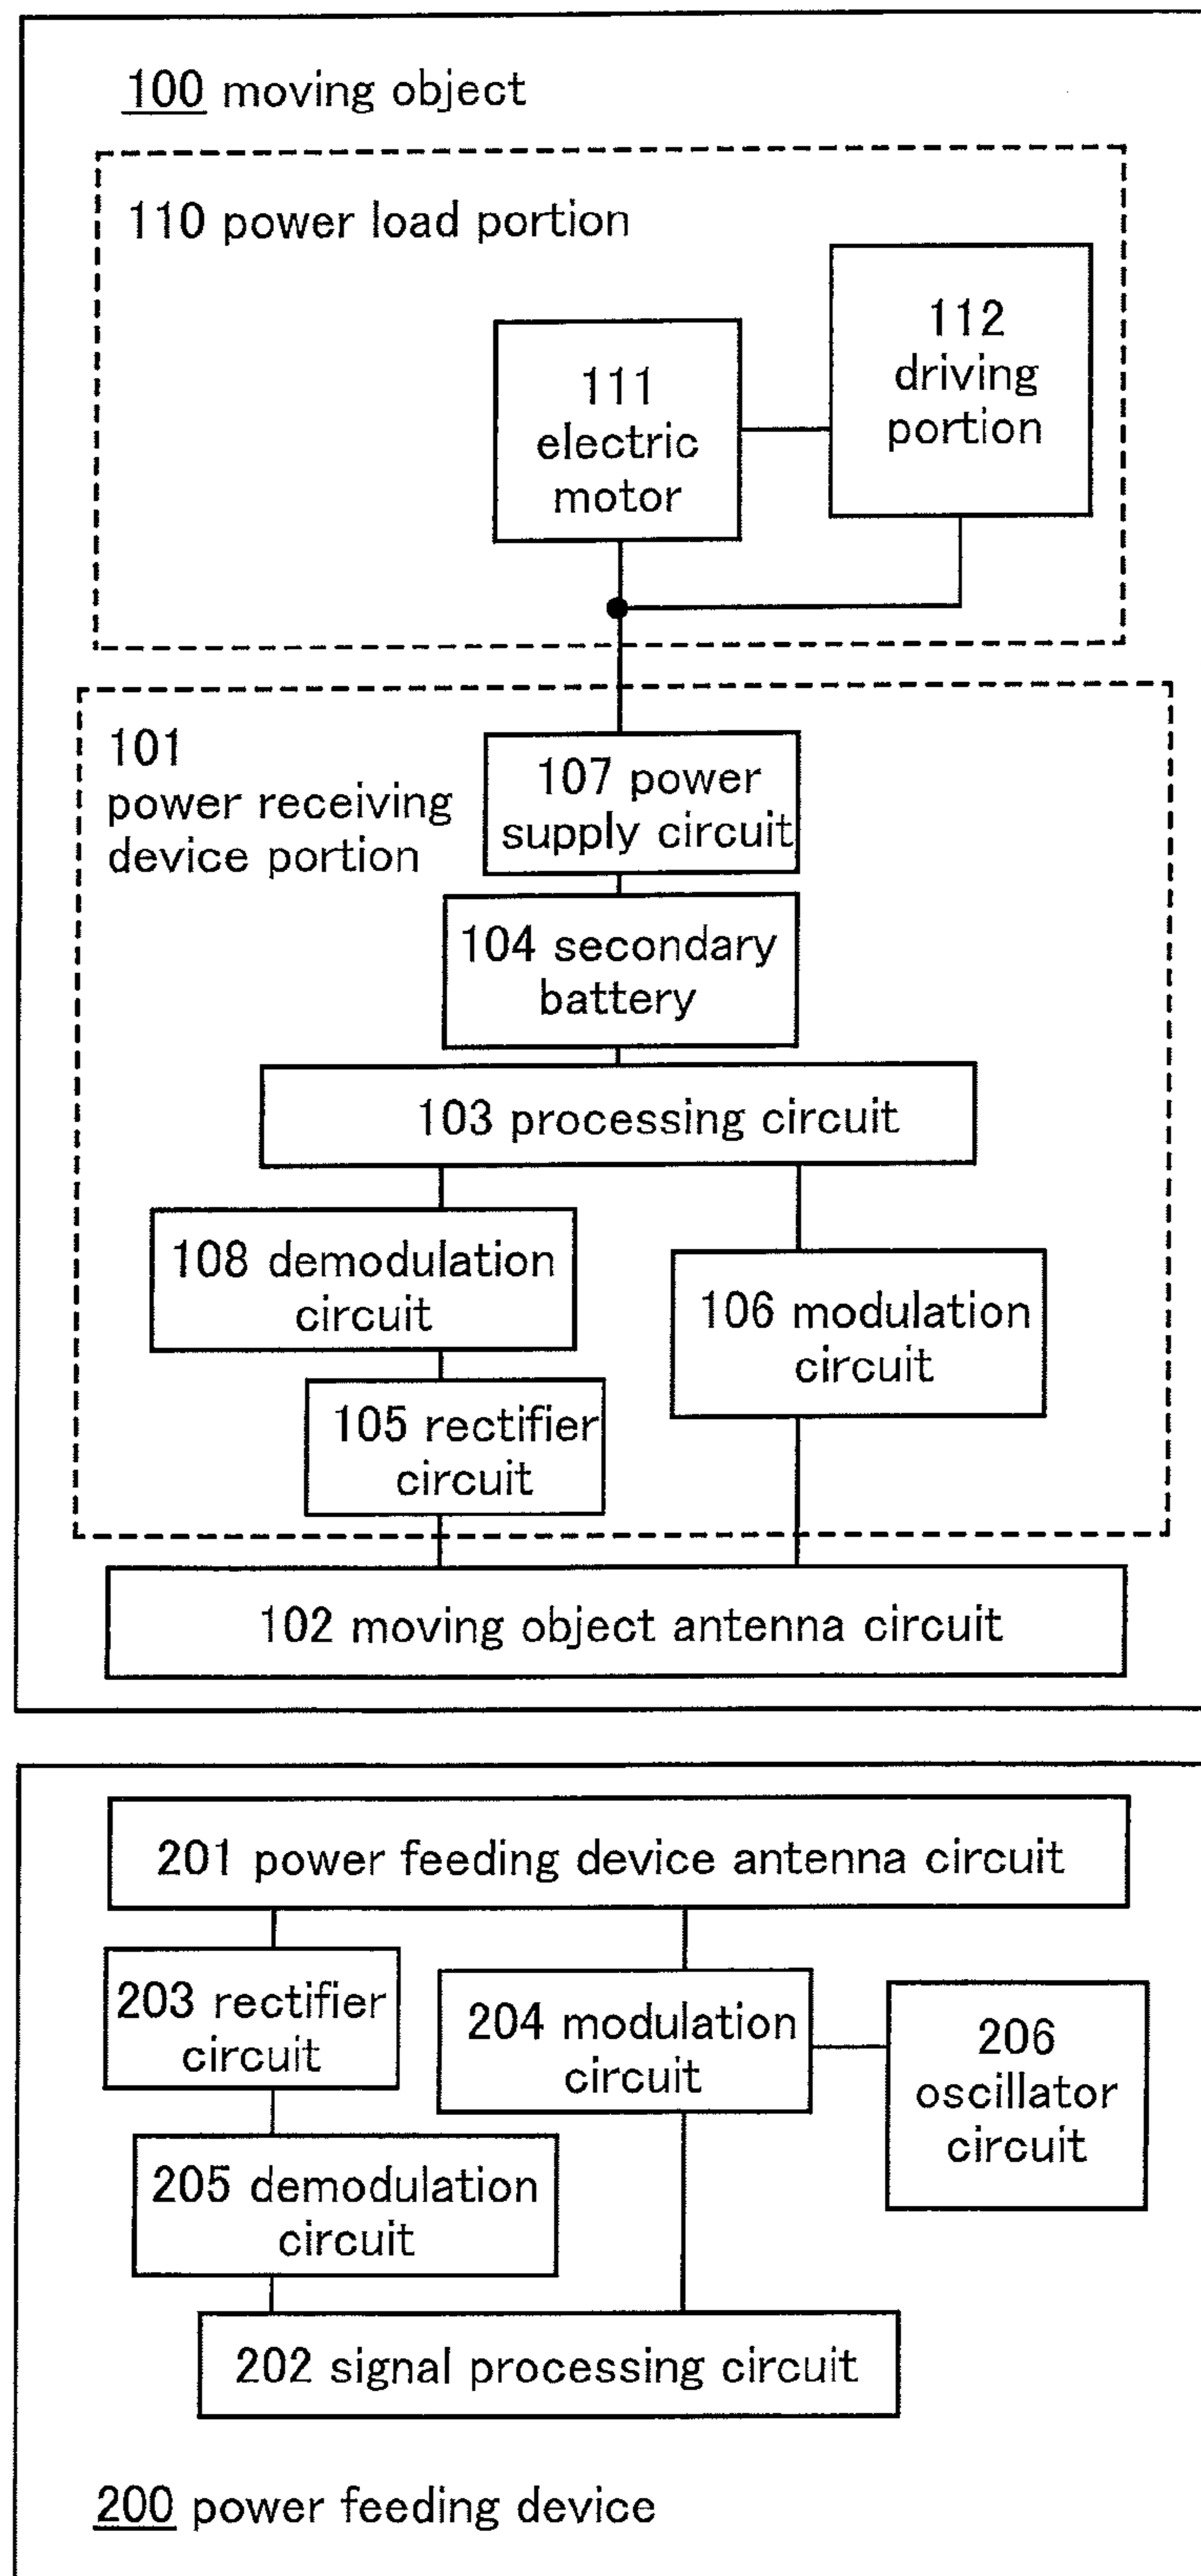 100 moving object
110 power load portion
112
driving
portion
111
electric
motor
101
power receiving
device portion
107 power
supply circuit
104 secondary
battery
103 processing circuit
108 demodulation
circuit
106 modulation
circuit
105 rectifier
circuit
102 moving object antenna circuit
201 power feeding device antenna circuit
203 rectifier
circuit
204 modulation
circuit
206
oscillator
circuit
205 demodulation
circuit
202 signal processing circuit
200 power feeding device